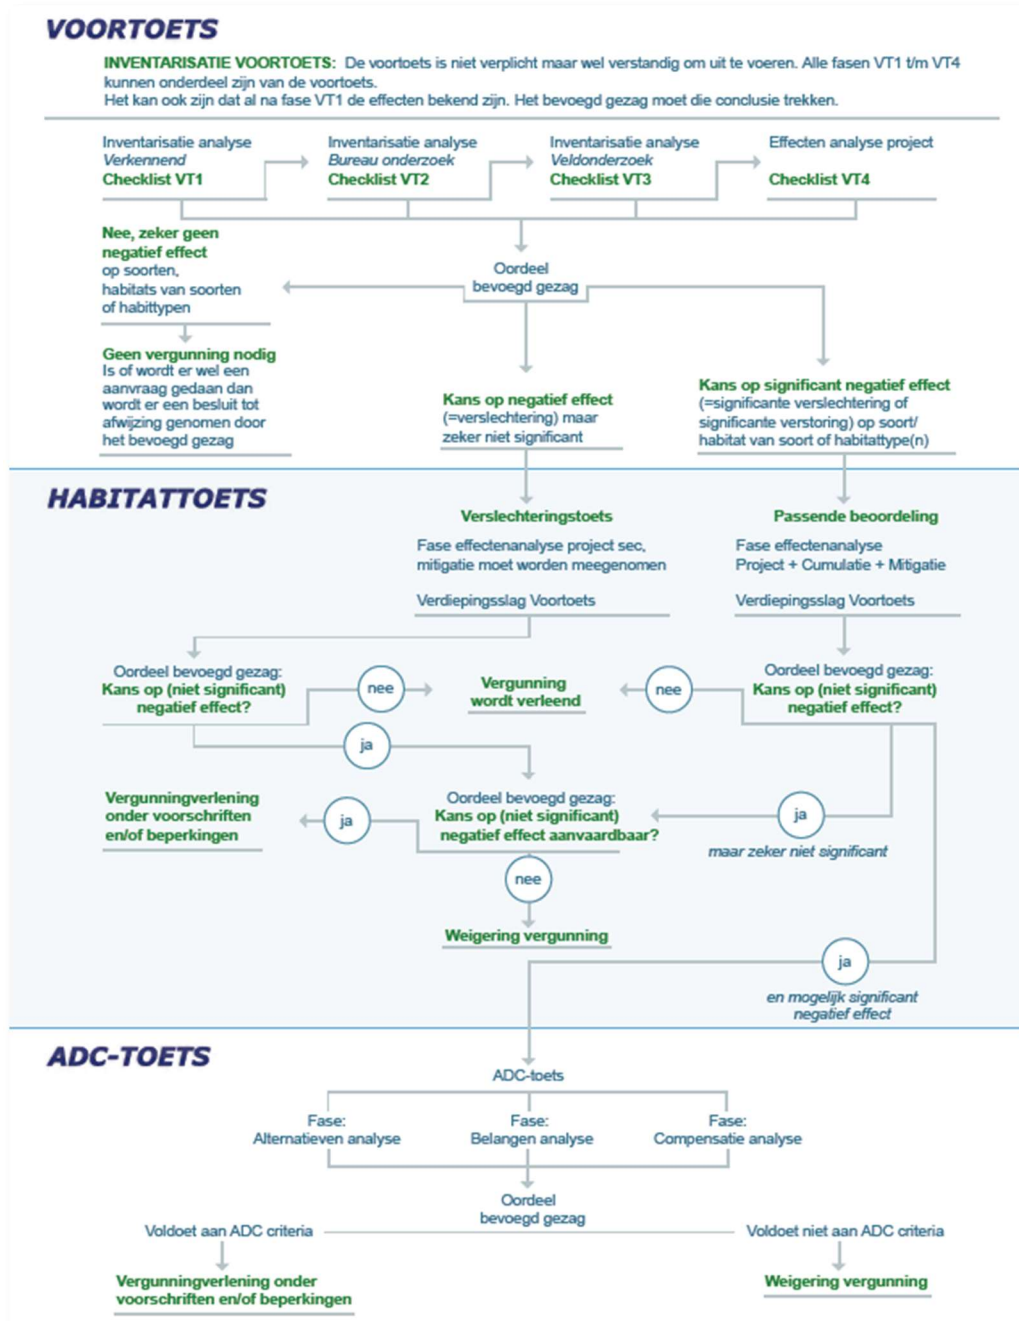 VOORTOETS
INVENTARISATIE VOORTOETS: De voortoets is niet verplicht maar wel verstandig om uit te voeren. Alle fasen VT1 t/m VT4
kunnen onderdeel zijn van de voortoets.
Het kan ook zijn dat al na fase VT1 de effecten bekend zijn. Het bevoegd gezag moet die conclusie trekken.
Inventarisatie analyse
Verkennend
Checklist VT1
Inventarisatie analyse
Bureau onderzoek
Checklist VT2
Inventarisatie analyse
Veldonderzoek
Checklist VT3
Effecten analyse project
Checklist VT4
Nee, zeker geen
negatief effect
op soorten,
habitats van soorten
of habittypen
Oordeel
bevoegd gezag
Geen vergunning nodig
Is of wordt er wel een
aanvraag gedaan dan
wordt er een besluit tot
afwijzing genomen door
het bevoegd gezag
Kans op negatief effect
(=verslechtering) maar
zeker niet significant
Kans op significant negatief effect
(=significante verslechtering of
significante verstoring) op soort/
habitat van soort of habitattype(n)
HABITATTOETS
Verslechteringstoets
Fase effectenanalyse project sec,
mitigatie moet worden meegenomen
Verdiepingsslag Voortoets
Passende beoordeling
Fase effectenanalyse
Project + Cumulatie + Mitigatie
Verdiepingsslag Voortoets
Oordeel bevoegd gezag:
Kans op (niet significant)
negatief effect?
nee
Vergunning
wordt verleend
nee
Oordeel bevoegd gezag:
Kans op (niet significant)
negatief effect?
ja
Vergunningverlening
onder voorschriften
en/of beperkingen
ja
Oordeel bevoegd gezag:
Kans op (niet significant)
negatief effect aanvaardbaar?
ja
maar zeker niet significant
nee
Weigering vergunning
ja
en mogelijk significant
negatief effect
ADC-TOETS
ADC-toets
Fase:
Alternatieven analyse
Fase:
Belangen analyse
Fase:
Compensatie analyse
Oordeel
bevoegd gezag
Voldoet aan ADC criteria
Voldoet niet aan ADC criteria
Vergunningverlening onder
voorschriften en/of beperkingen
Weigering vergunning